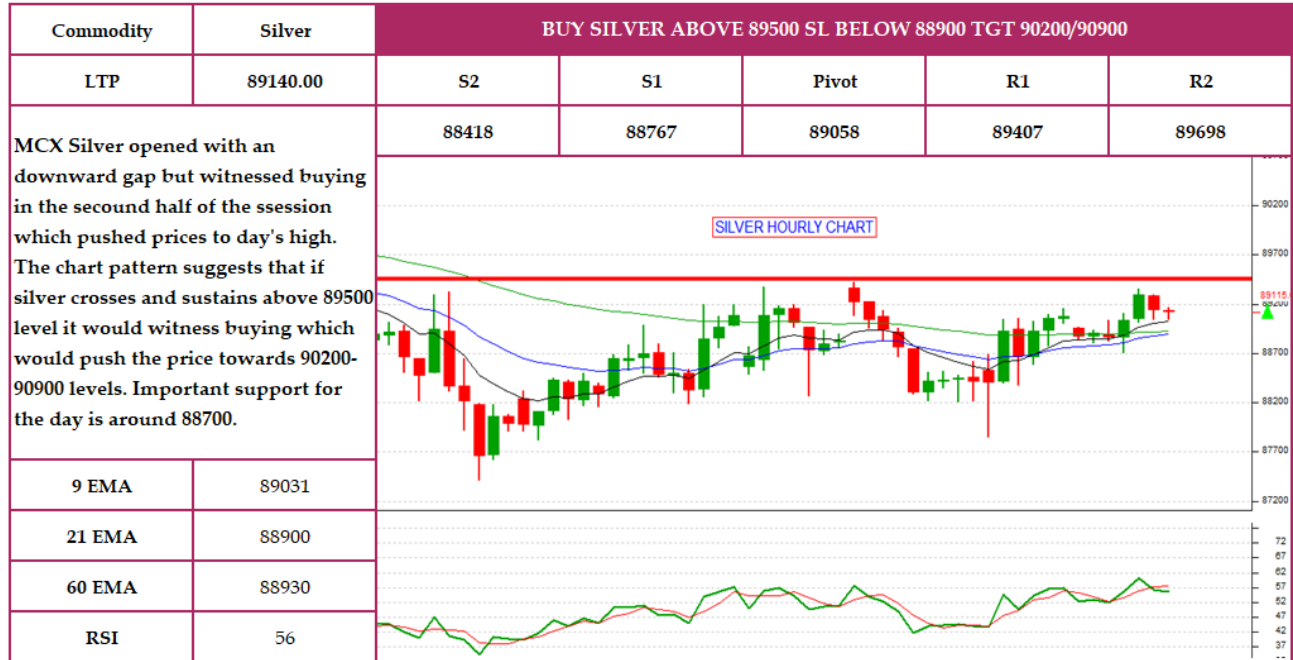 Commodity Silver BUY SILVER ABOVE 89500 SL BELOW 88900 TGT 90200/90900
LTP 89140.00 S2 S1 Pivot R1 R2
88418 88767 89058 89407 89698
MCX Silver opened with an
downward gap but witnessed buying
in the secound half of the ssession
which pushed prices to day's high.
The chart pattern suggests that if
silver crosses and sustains above 89500
level it would witness buying which
would push the price towards 90200-
90900 levels. Important support for
the day is around 88700.
SILVER HOURLY CHART
90200
89700
89115
89200
88700
88200
87700
87200
9 EMA 89031
21 EMA 88900
60 EMA 88930
RSI 56
72
67
62
57
52
47
42
37